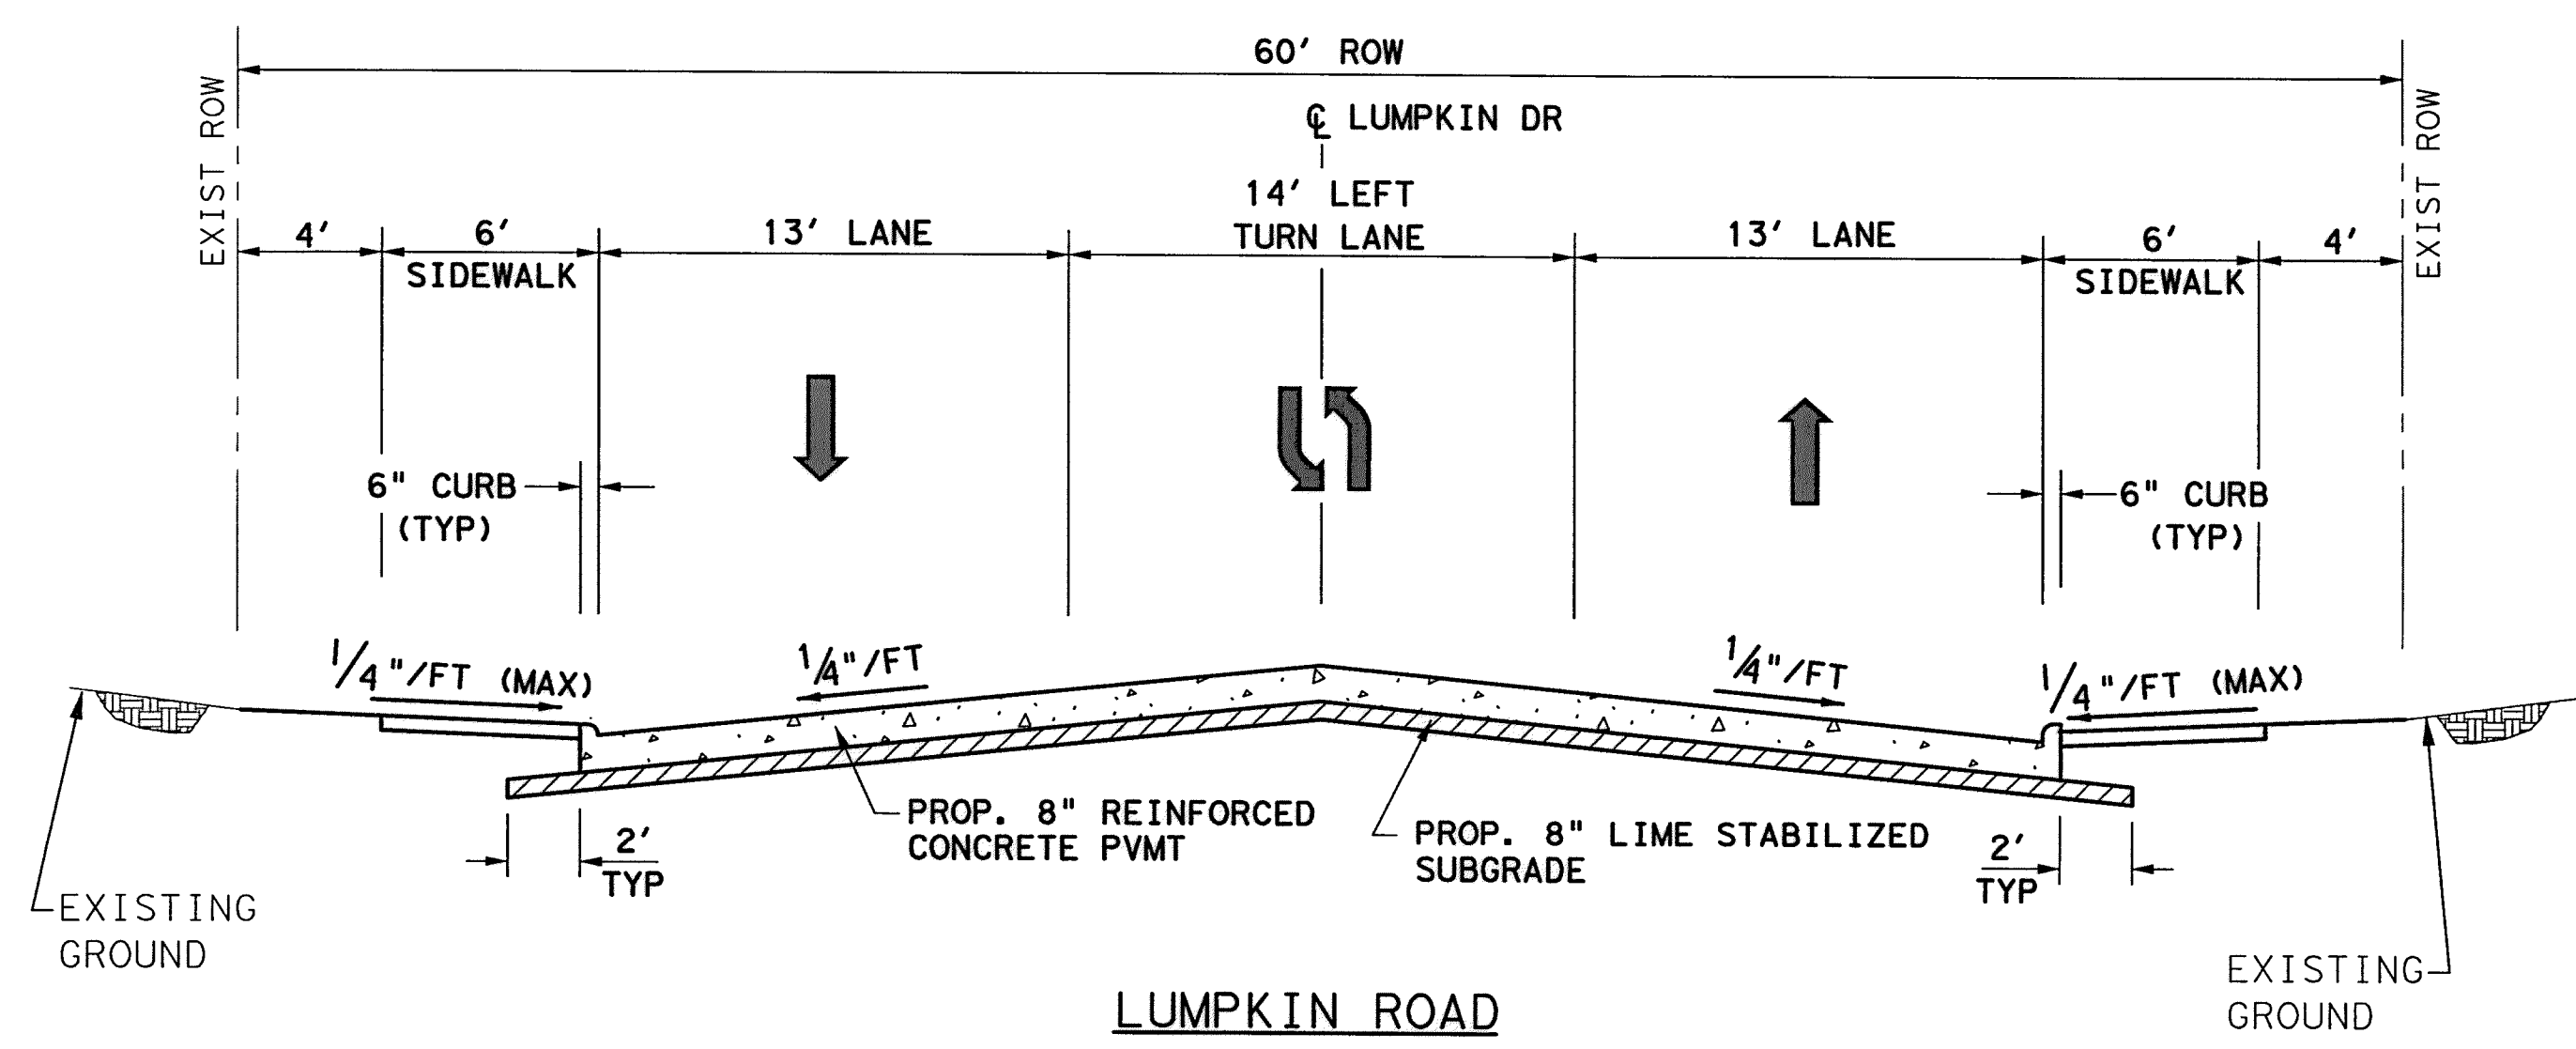 60' ROW
℄ LUMPKIN DR
EXIST ROW
EXIST ROW
4'
6'
SIDEWALK
13' LANE
14' LEFT
TURN LANE
13' LANE
6'
SIDEWALK
4'
6" CURB
(TYP)
6" CURB
(TYP)
1/4"/FT (MAX)
1/4"/FT
1/4"/FT
1/4"/FT (MAX)
PROP. 8" REINFORCED
CONCRETE PVMT
PROP. 8" LIME STABILIZED
SUBGRADE
2'
TYP
2'
TYP
EXISTING
GROUND
EXISTING
GROUND
LUMPKIN ROAD